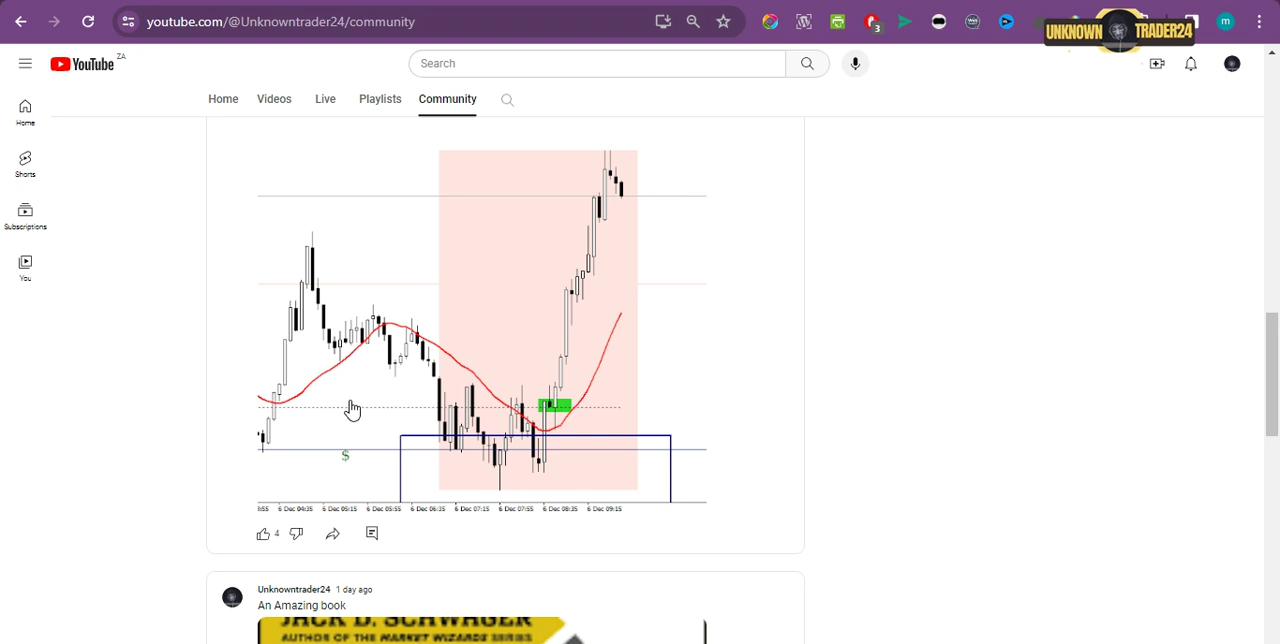 youtube.com/@Unknowntrader24/community
3
m
UNKNOWN TRADER24
YouTube ZA
Search
Home
Videos
Live
Playlists
Community
Home
Shorts
Subscriptions
You
$
6 Dec 04:35
6 Dec 05:15
6 Dec 05:55
6 Dec 06:35
6 Dec 07:15
6 Dec 07:55
6 Dec 08:35
6 Dec 09:15
4
Unknowntrader24 1 day ago
An Amazing book
JACK D. SCHWAGER
AUTHOR OF THE MARKET WIZARDS SERIES